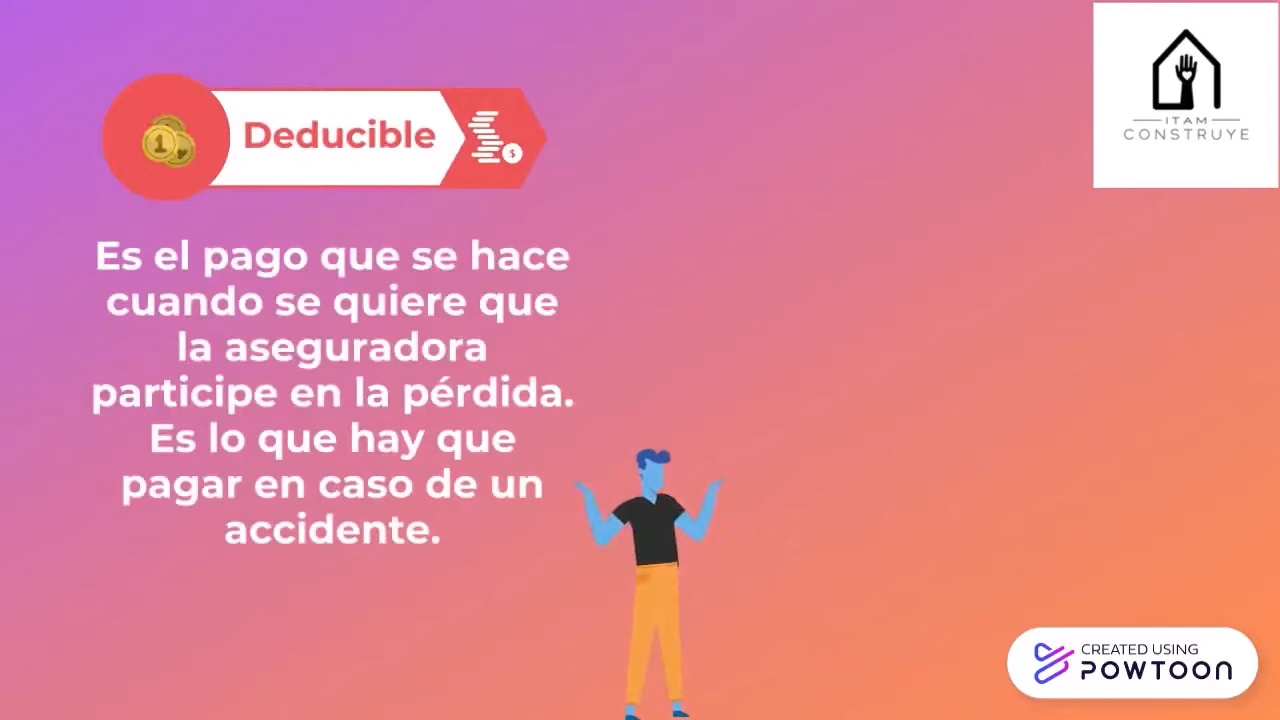 Deducible
1
$
Es el pago que se hace
cuando se quiere que
la aseguradora
participe en la pérdida.
Es lo que hay que
pagar en caso de un
accidente.
ITAM
CONSTRUYE
CREATED USING
POWTOON